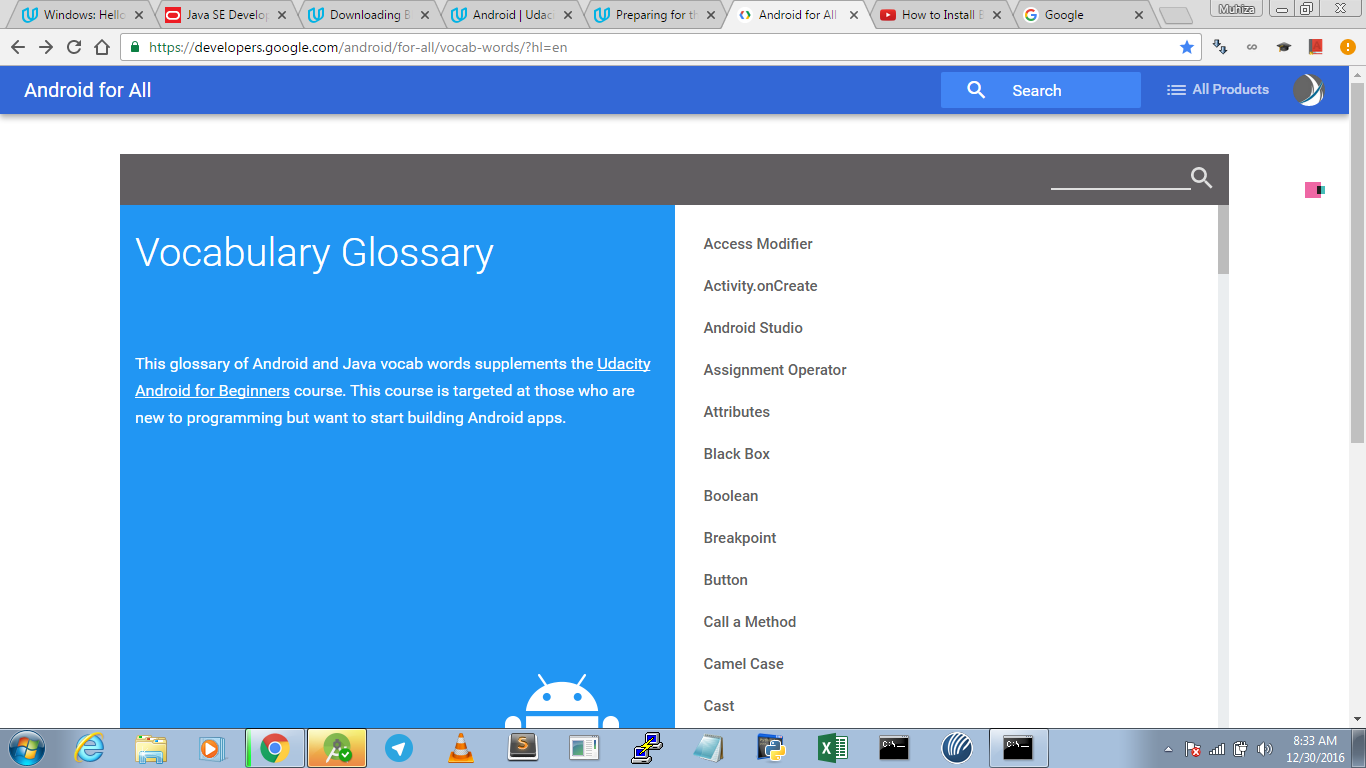 Windows: Hello
Java SE Develop
Downloading B
Android | Udac
Preparing for th
Android for All
How to Install B
Google
Muhiza
https://developers.google.com/android/for-all/vocab-words/?hl=en
Android for All
Search
All Products
Vocabulary Glossary
This glossary of Android and Java vocab words supplements the Udacity
Android for Beginners course. This course is targeted at those who are
new to programming but want to start building Android apps.
Access Modifier
Activity.onCreate
Android Studio
Assignment Operator
Attributes
Black Box
Boolean
Breakpoint
Button
Call a Method
Camel Case
Cast
8:33 AM
12/30/2016